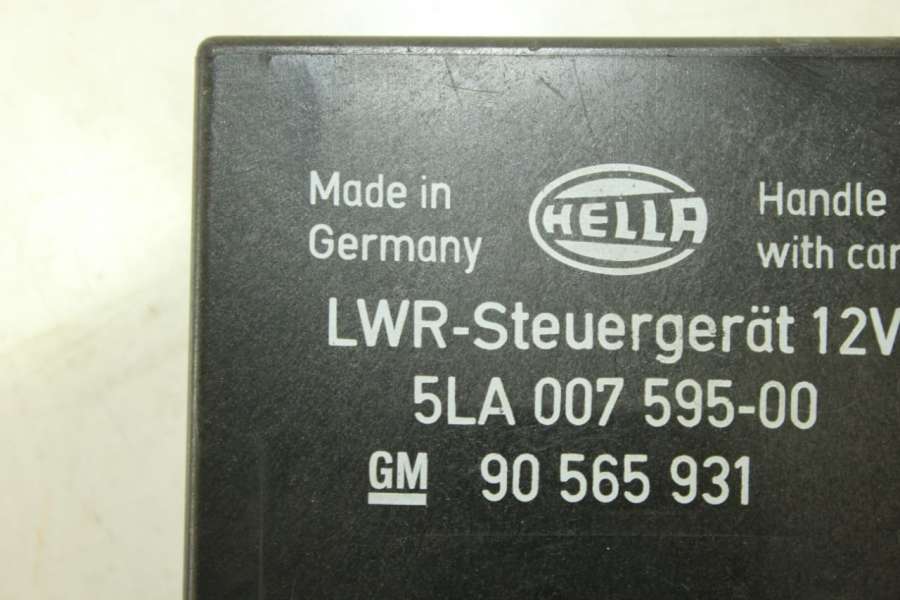 Made in
Germany
HELLA
Handle
with car
LWR-Steuergerät 12V
5LA 007 595-00
GM 90 565 931